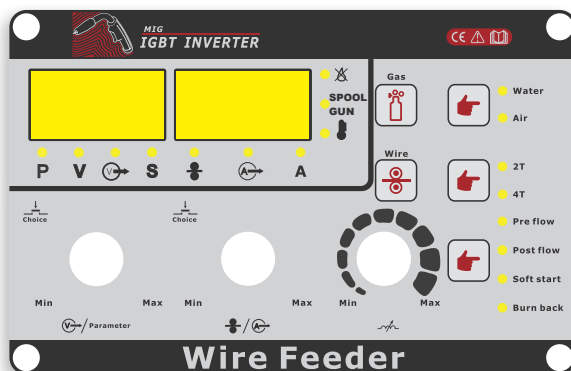 MIG
IGBT INVERTER
CE
SPOOL
GUN
P V V S A A
Gas
Water
Air
Wire
2T
4T
Choice
Choice
Pre flow
Post flow
Soft start
Burn back
Min Max Min Max Min Max
V/Parameter
/A
Wire Feeder